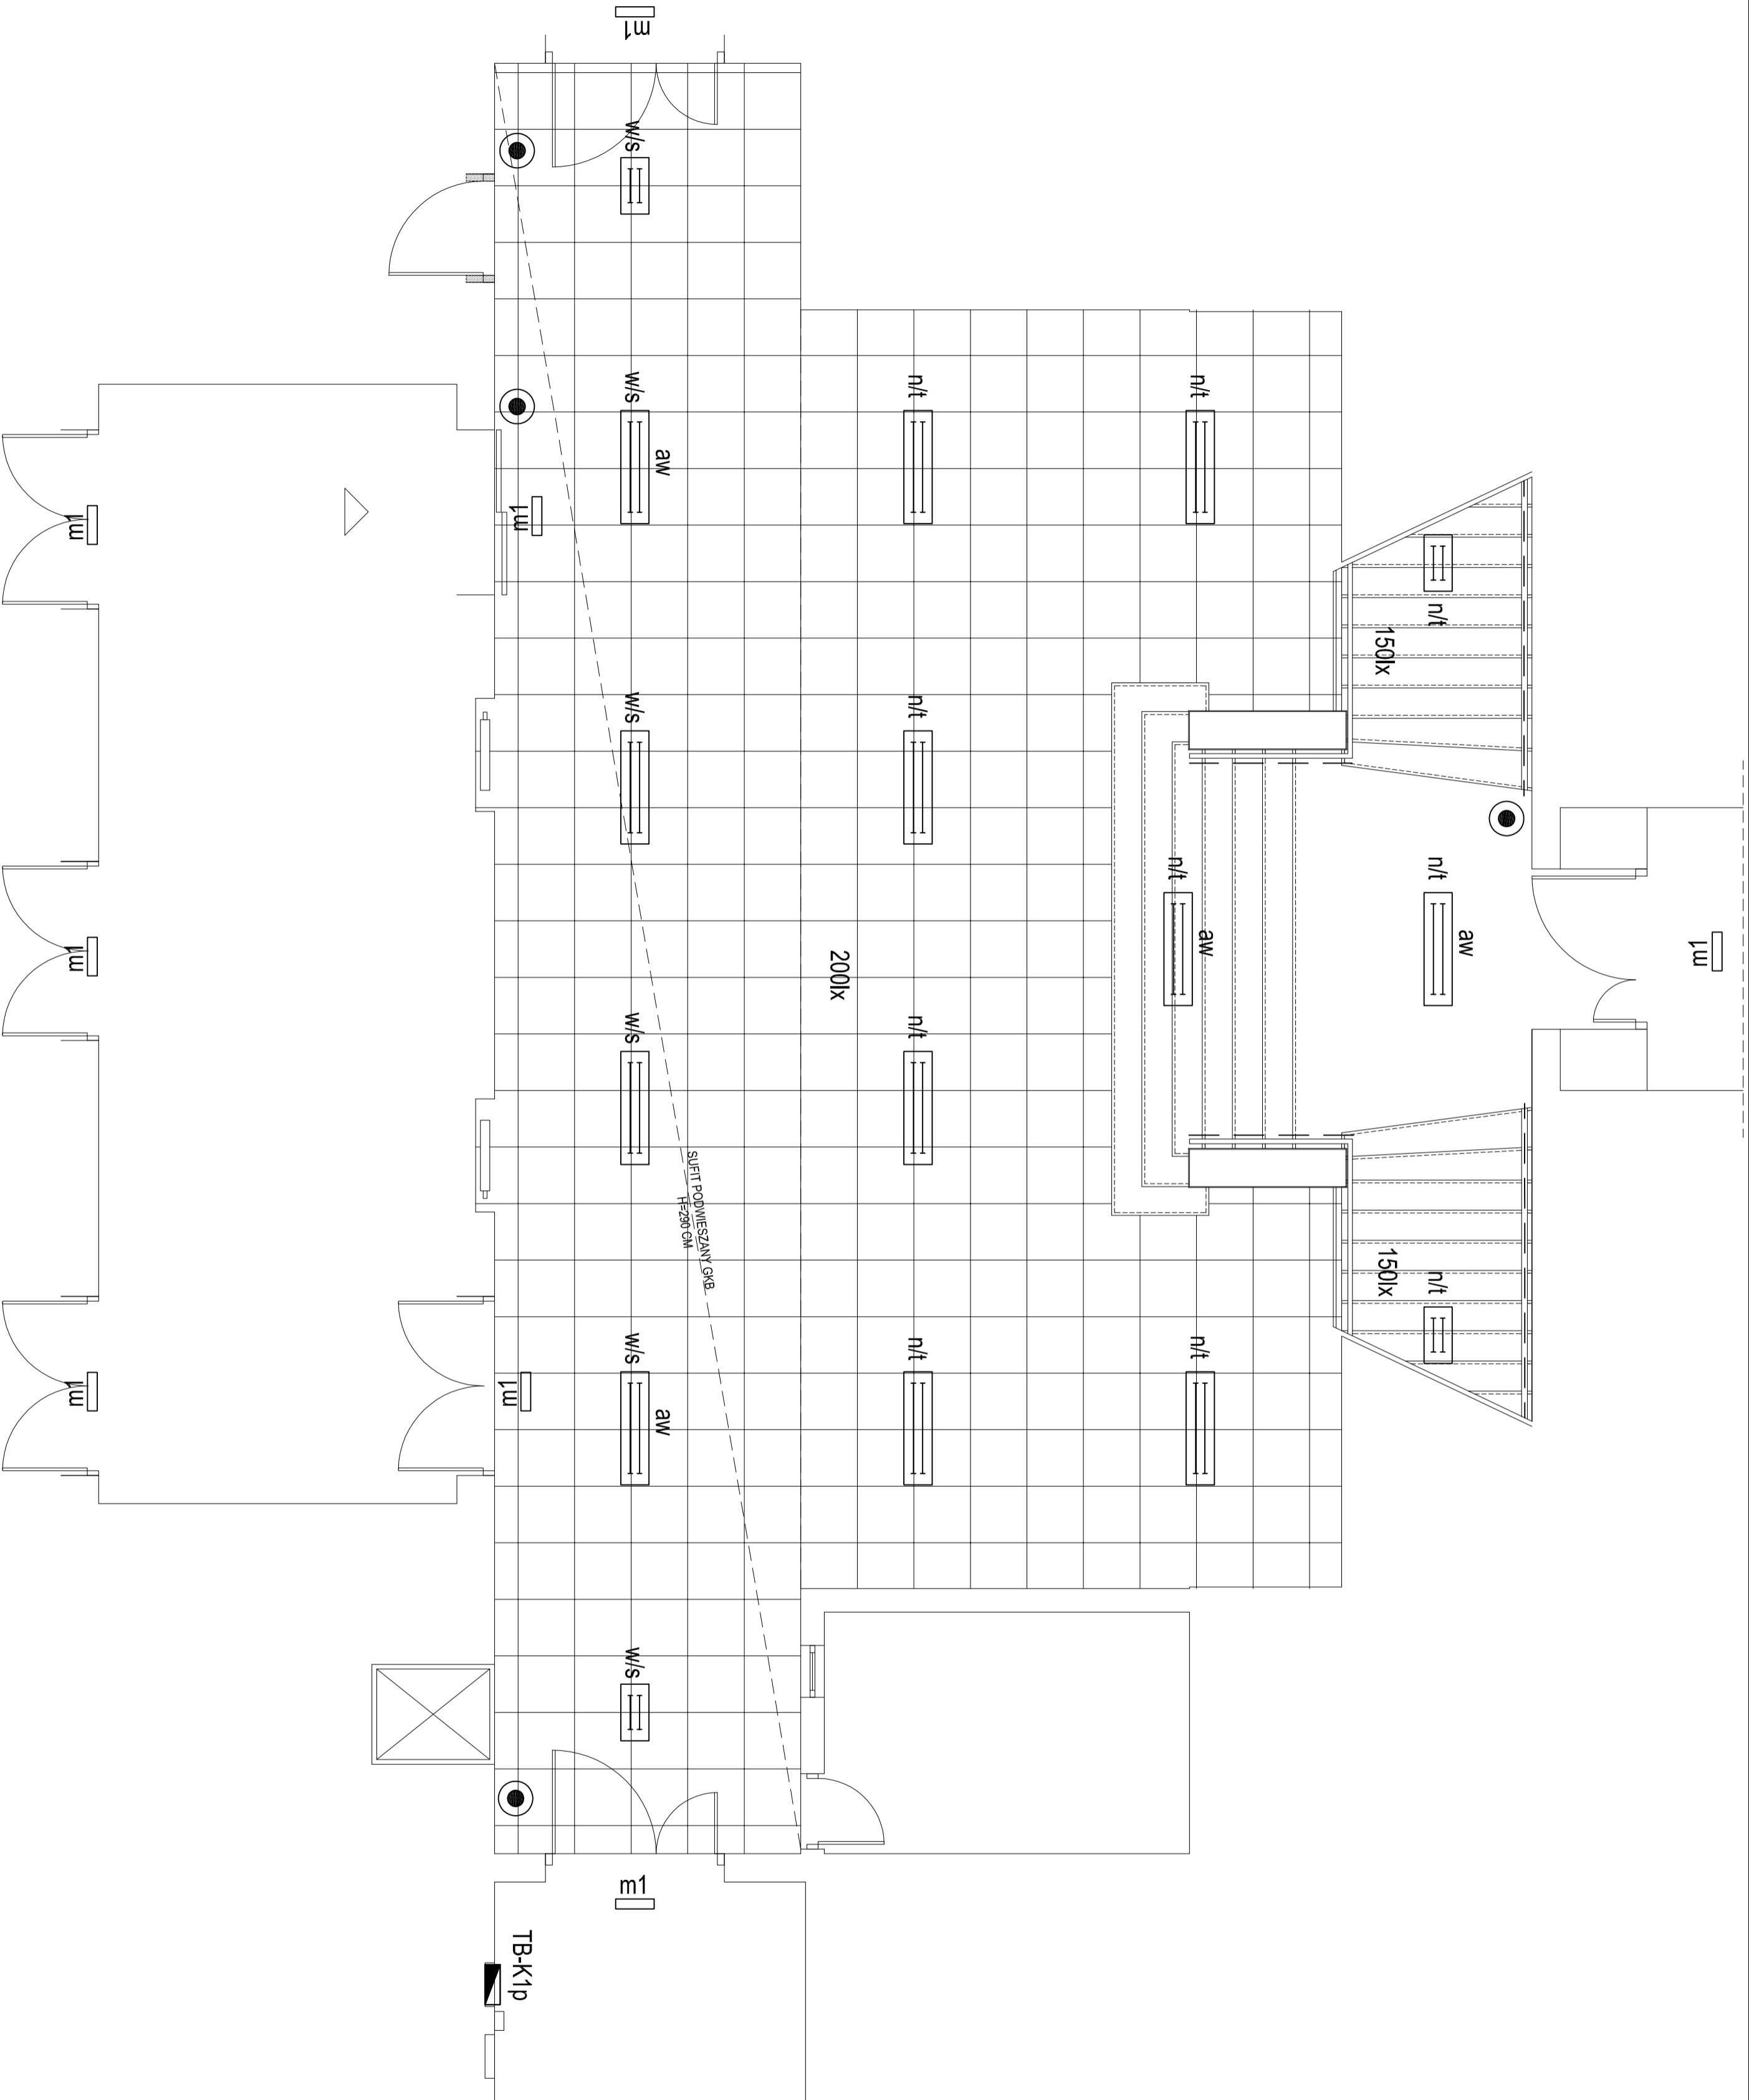 m1
w/s
w/s
aw
n/t
n/t
m1
m1
n/t
150lx
w/s
n/t
n/t
aw
n/t
aw
m1
m1
200lx
w/s
n/t
SUFIT PODWIESZANY GKB
H=290 CM
150lx
n/t
w/s
aw
n/t
n/t
m1
m1
w/s
m1
TB-K1p